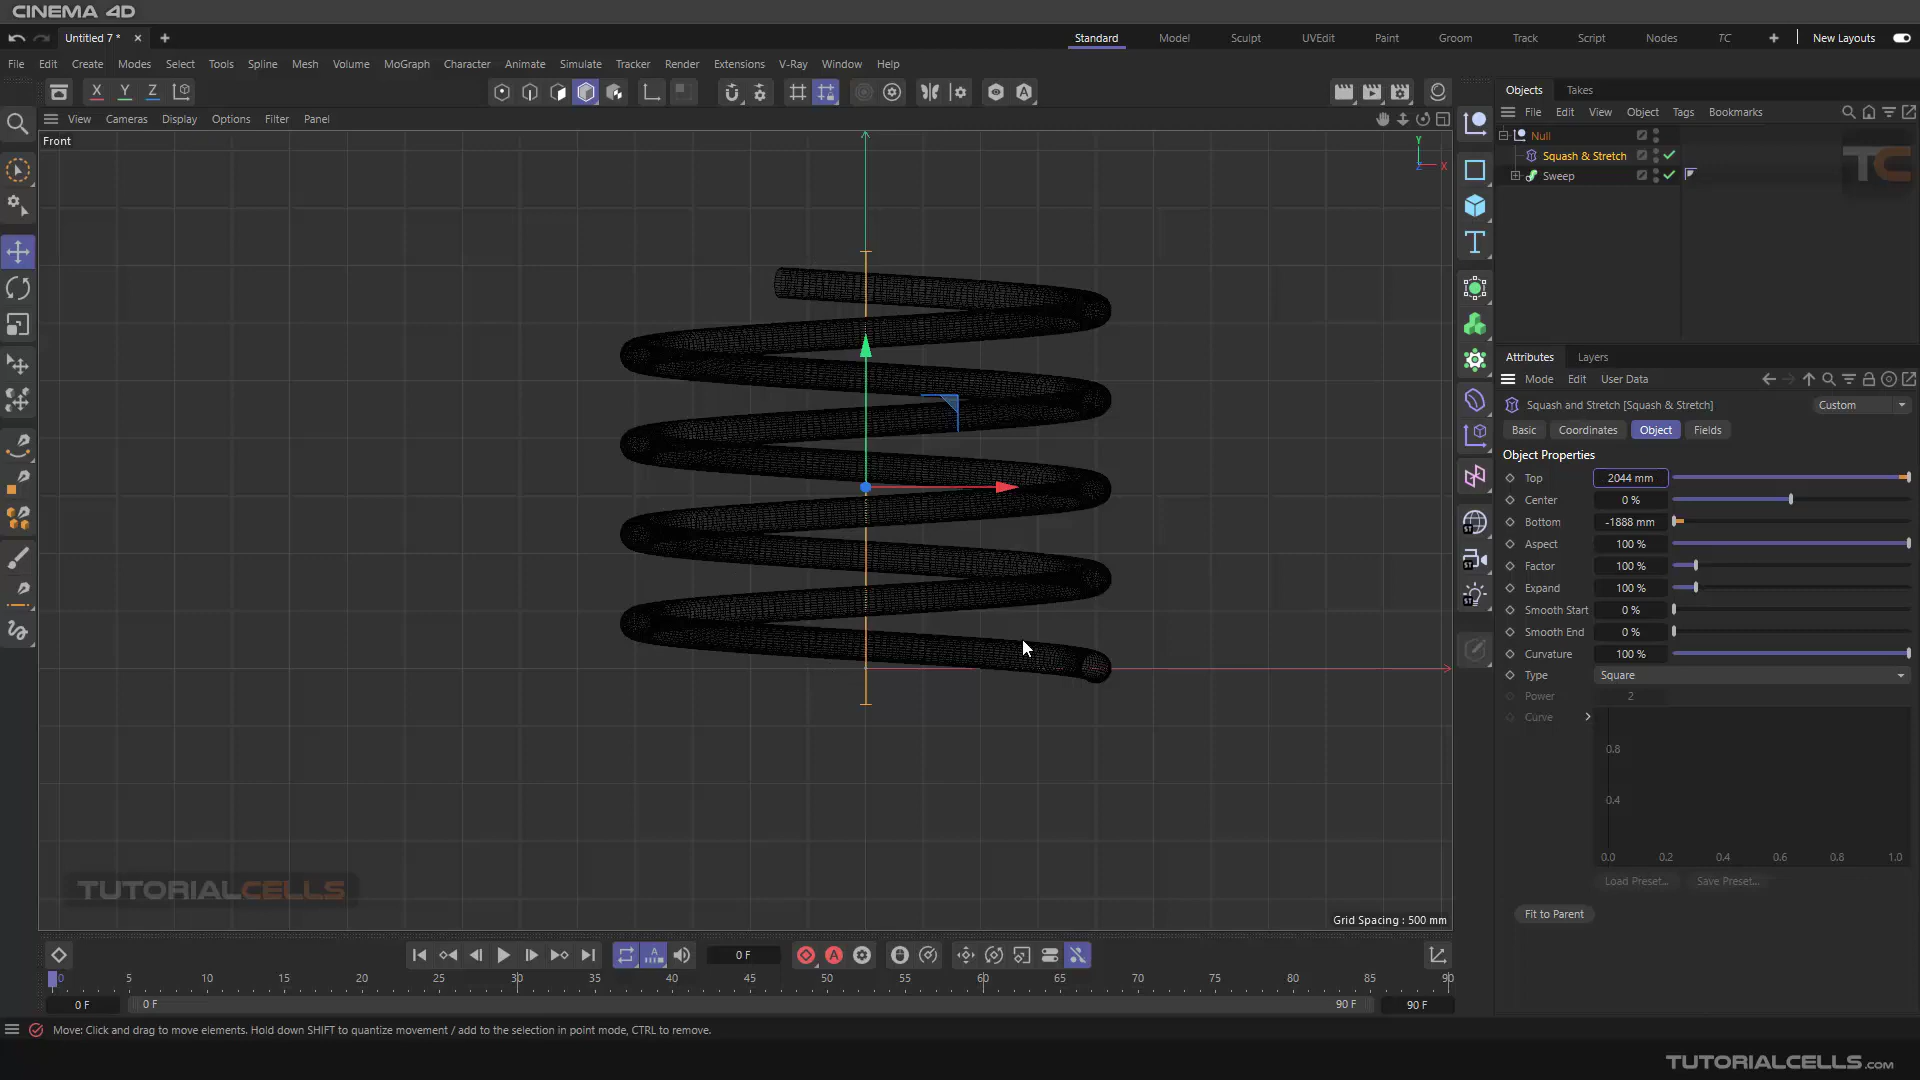 CINEMA 4D
Untitled 7 *
Standard Model Sculpt UVEdit Paint Groom Track Script Nodes TC New Layouts
File Edit Create Modes Select Tools Spline Mesh Volume MoGraph Character Animate Simulate Tracker Render Extensions V-Ray Window Help
X Y Z
Objects Takes
View Cameras Display Options Filter Panel
File Edit View Object Tags Bookmarks
Front
Y
X
Z
Null
Squash & Stretch
Sweep
TC
Attributes Layers
Mode Edit User Data
Squash and Stretch [Squash & Stretch] Custom
Basic Coordinates Object Fields
Object Properties
Top 2044 mm
Center 0 %
Bottom -1888 mm
Aspect 100 %
Factor 100 %
Expand 100 %
Smooth Start 0 %
Smooth End 0 %
Curvature 100 %
Type Square
Power 2
Curve
0.8
0.4
0.0 0.2 0.4 0.6 0.8 1.0
Load Preset... Save Preset...
Fit to Parent
TUTORIALCELLS
Grid Spacing : 500 mm
0 F
0 5 10 15 20 25 30 35 40 45 50 55 60 65 70 75 80 85 90
0 F 0 F 90 F 90 F
Move: Click and drag to move elements. Hold down SHIFT to quantize movement / add to the selection in point mode, CTRL to remove.
TUTORIALCELLS.com